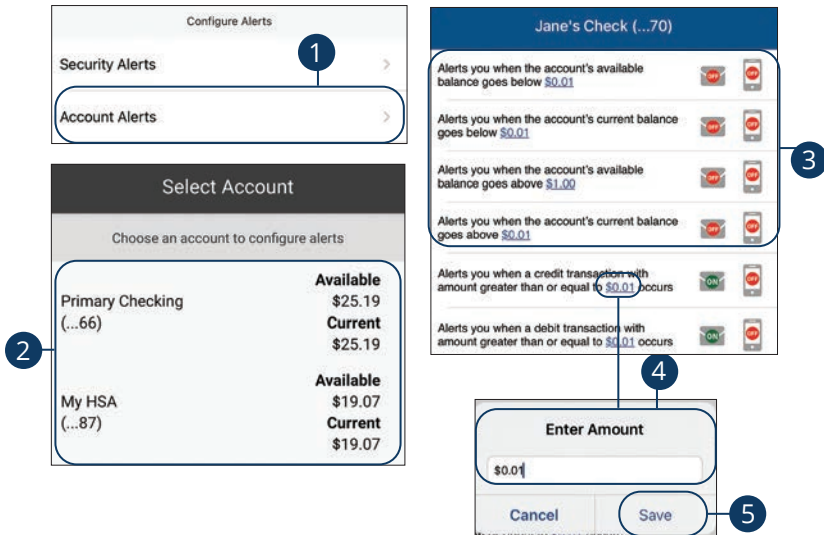 Configure Alerts
1
Security Alerts
Account Alerts
Select Account
Choose an account to configure alerts
2
Available
Primary Checking $25.19
(...66) Current
$25.19
Available
My HSA $19.07
(...87) Current
$19.07
Jane's Check (...70)
3
Alerts you when the account's available
balance goes below $0.01
OFF OFF
Alerts you when the account's current balance
goes below $0.01
OFF OFF
Alerts you when the account's available
balance goes above $1.00
OFF OFF
Alerts you when the account's current balance
goes above $0.01
OFF OFF
Alerts you when a credit transaction with
amount greater than or equal to $0.01 occurs
ON OFF
Alerts you when a debit transaction with
amount greater than or equal to $0.01 occurs
ON OFF
4
Enter Amount
$0.01
Cancel Save
5